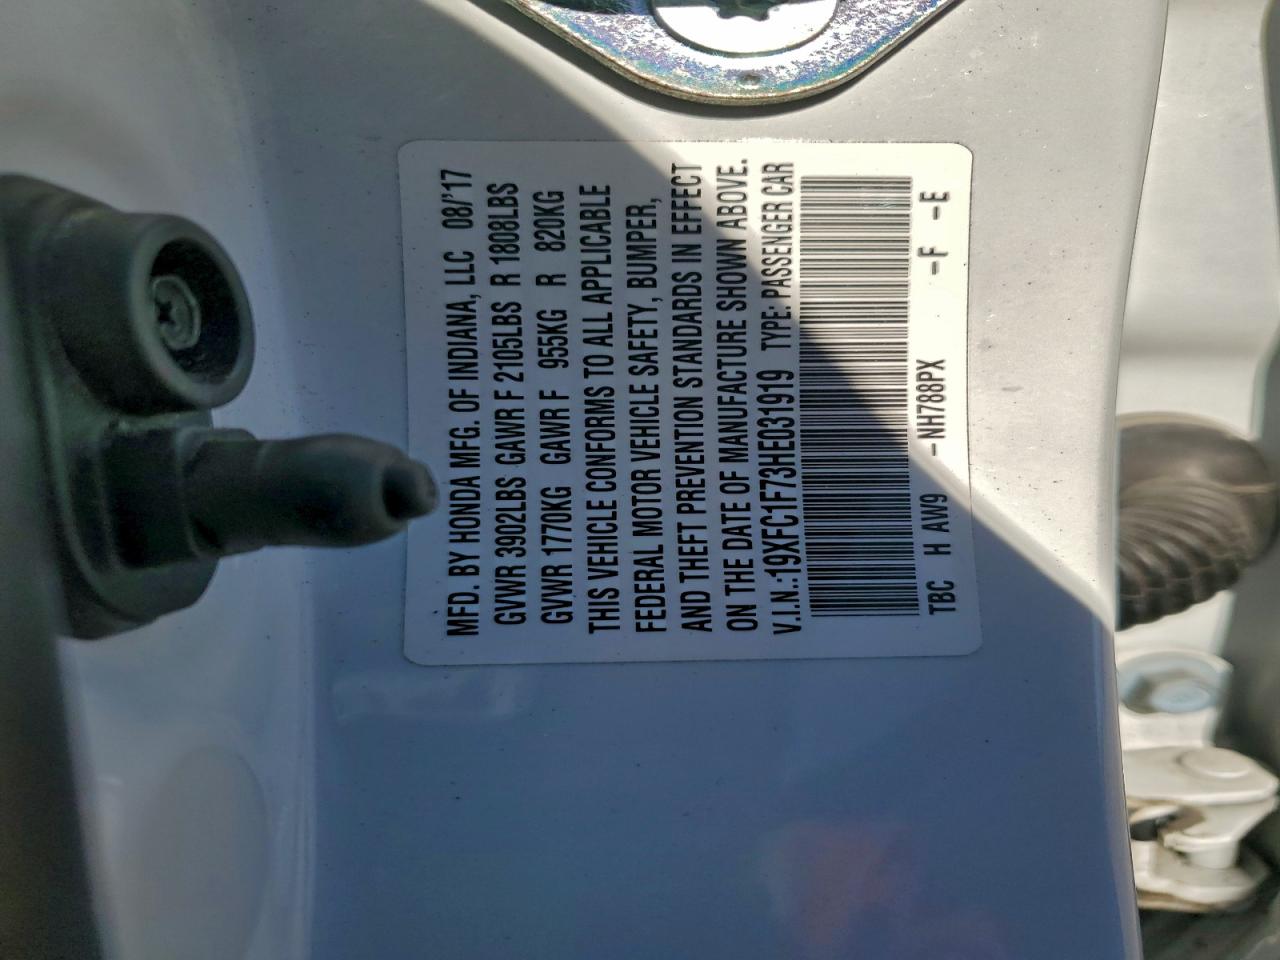 MFD. BY HONDA MFG. OF INDIANA, LLC 08/'17
GVWR 3902LBS GAWR F 2105LBS R 1808LBS
GVWR 1770KG GAWR F 955KG R 820KG
THIS VEHICLE CONFORMS TO ALL APPLICABLE
FEDERAL MOTOR VEHICLE SAFETY, BUMPER,
AND THEFT PREVENTION STANDARDS IN EFFECT
ON THE DATE OF MANUFACTURE SHOWN ABOVE.
V.I.N.:19XFC1F73HE031919 TYPE: PASSENGER CAR
TBC H AW9 -NH788PX -F -E